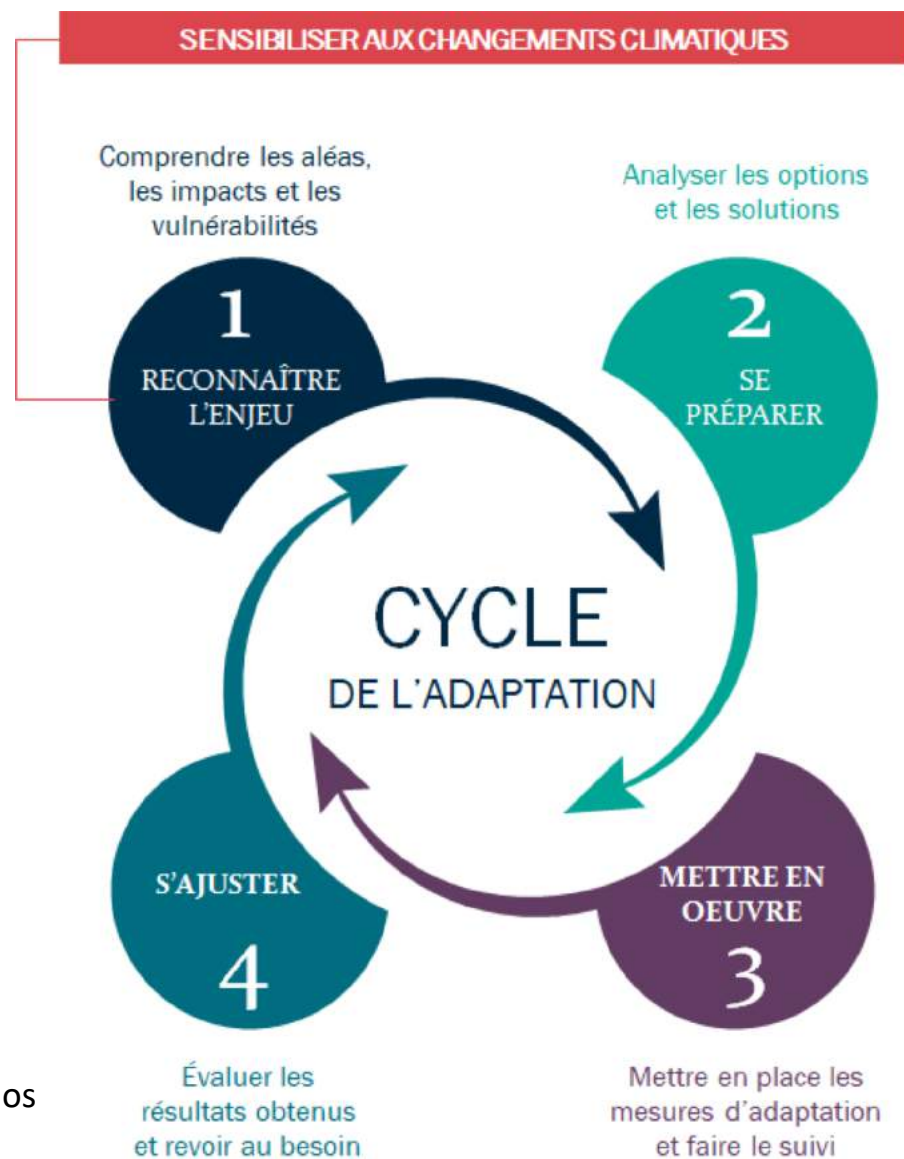 SENSIBILISER AUX CHANGEMENTS CLIMATIQUES
Comprendre les aléas,
les impacts et les
vulnérabilités
1
RECONNAÎTRE
L'ENJEU
Analyser les options
et les solutions
2
SE
PRÉPARER
CYCLE
DE L'ADAPTATION
METTRE EN
OEUVRE
3
Mettre en place les
mesures d'adaptation
et faire le suivi
S'AJUSTER
4
Évaluer les
résultats obtenus
et revoir au besoin
os